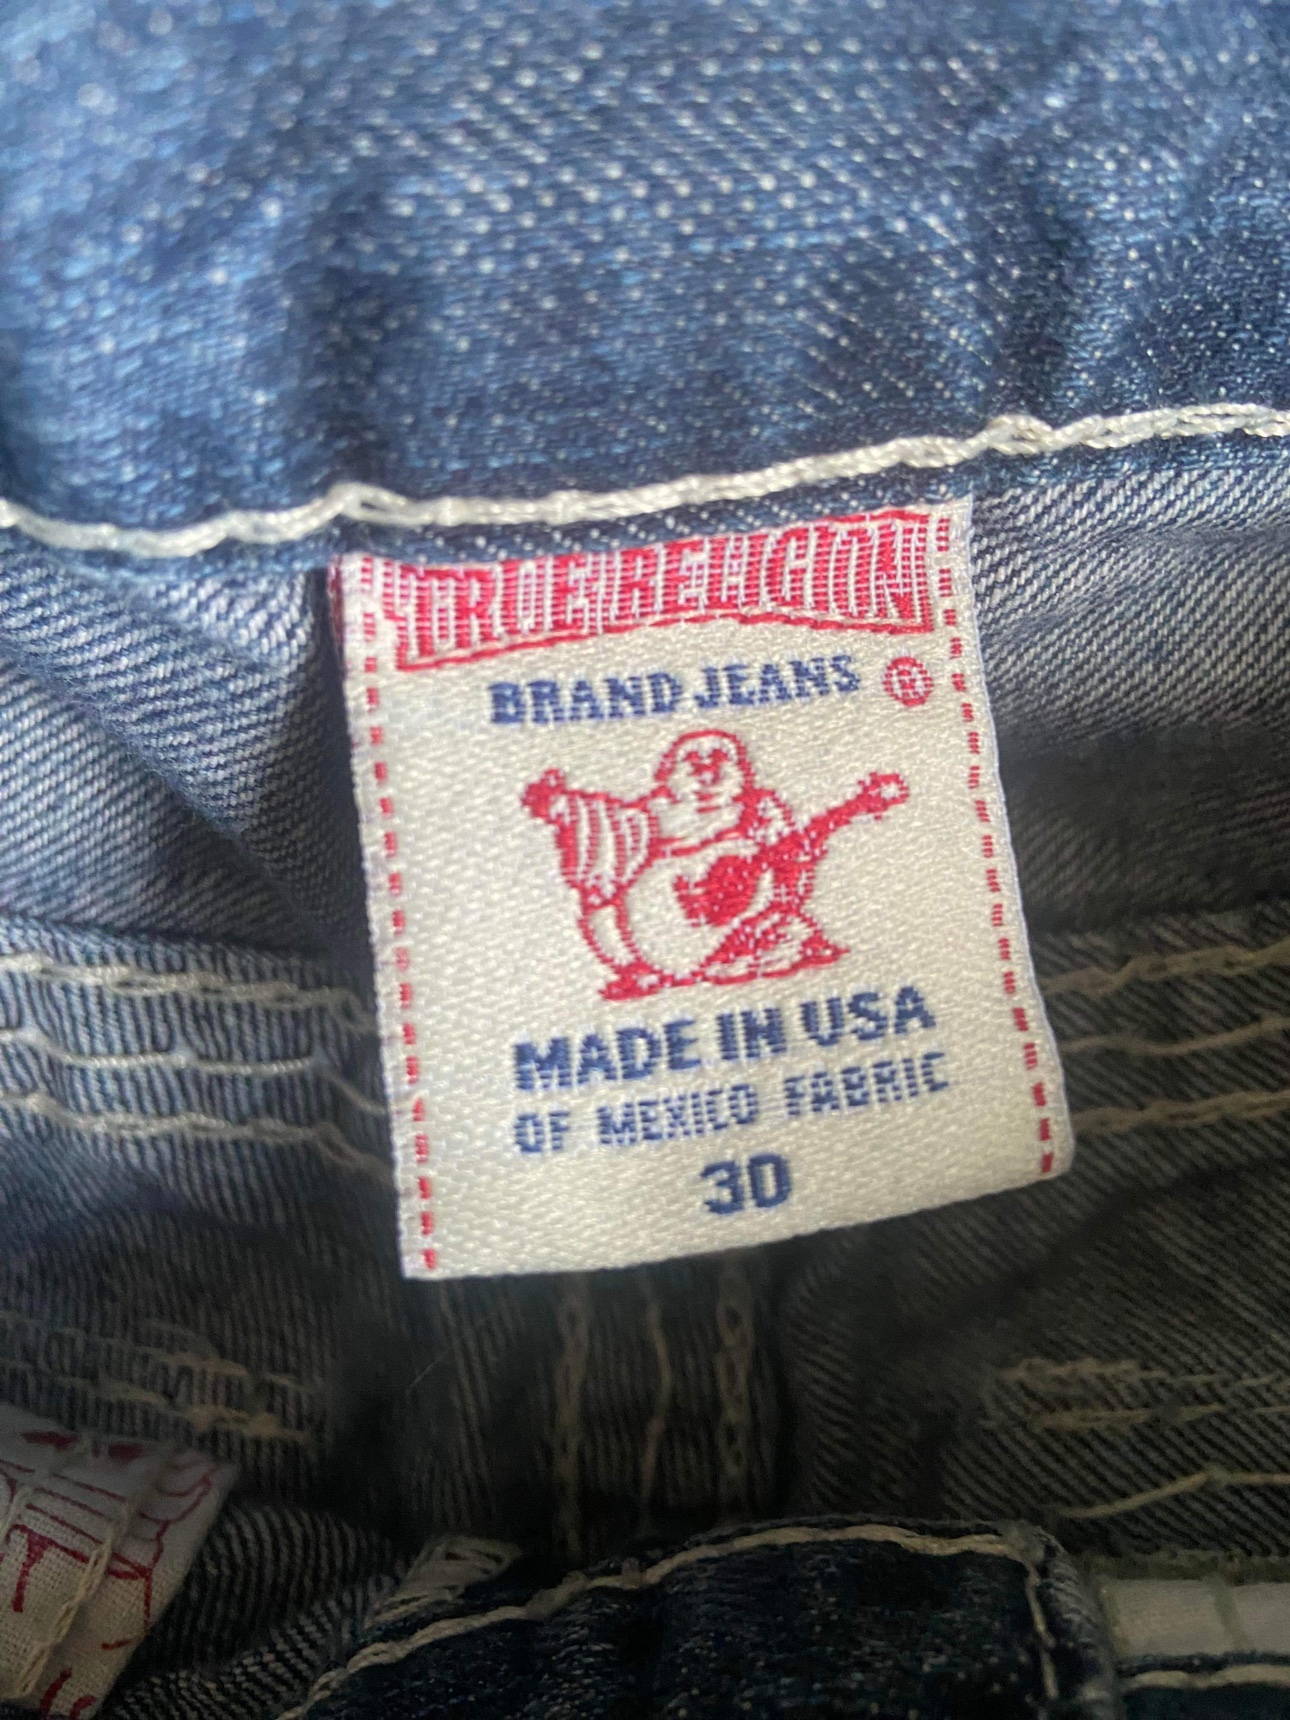 TRUE RELIGION
BRAND JEANS ®
MADE IN USA
OF MEXICO FABRIC
30